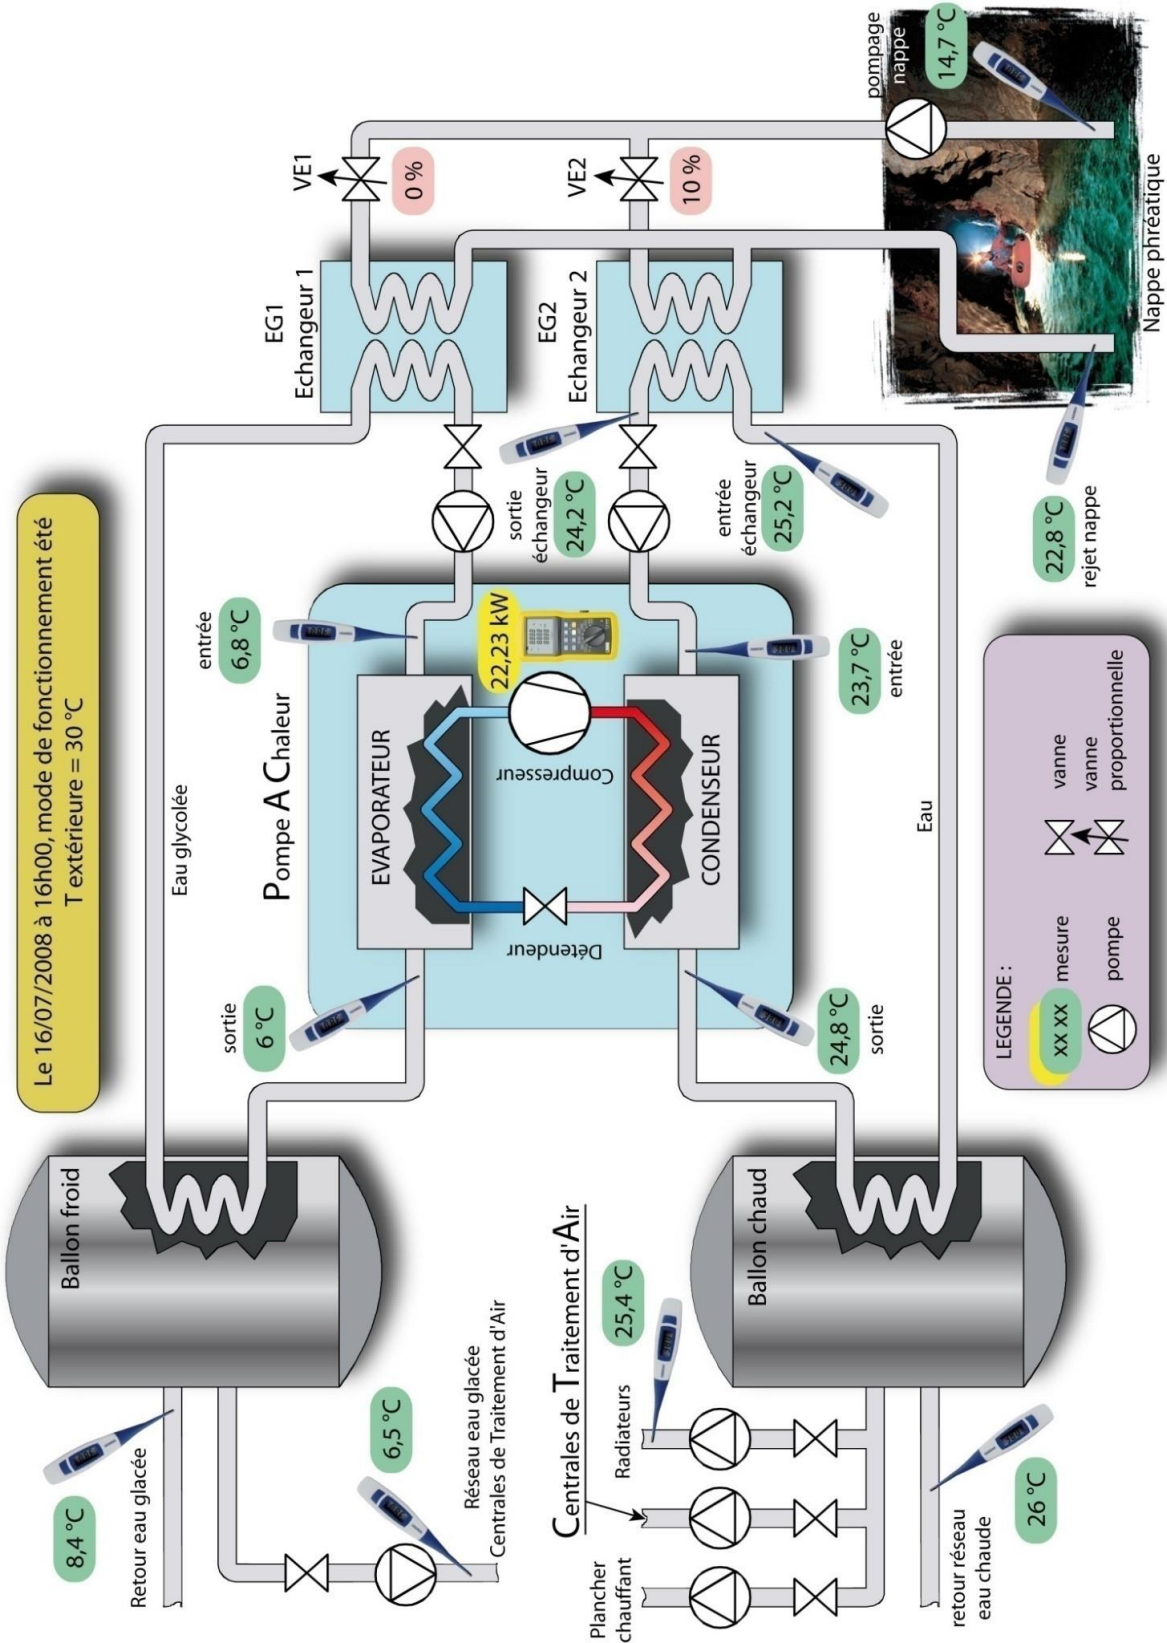 Le 16/07/2008 à 16h00, mode de fonctionnement été
T extérieure = 30 °C
Ballon froid
Retour eau glacée
8,4 °C
6,5 °C
Réseau eau glacée
Centrales de Traitement d'Air
Eau glycolée
sortie
6 °C
entrée
6,8 °C
Pompe A Chaleur
EVAPORATEUR
Détendeur
Compresseur
22,23 kW
CONDENSEUR
24,8 °C
sortie
23,7 °C
entrée
EG1
Echangeur 1
VE1
0 %
EG2
Echangeur 2
VE2
10 %
sortie
échangeur
24,2 °C
entrée
échangeur
25,2 °C
pompage
nappe
14,7 °C
22,8 °C
rejet nappe
Nappe phréatique
Eau
Ballon chaud
Centrales de Traitement d'Air
25,4 °C
Radiateurs
Plancher
chauffant
retour réseau
eau chaude
26 °C
LEGENDE :
xx xx
mesure
pompe
vanne
vanne
proportionnelle